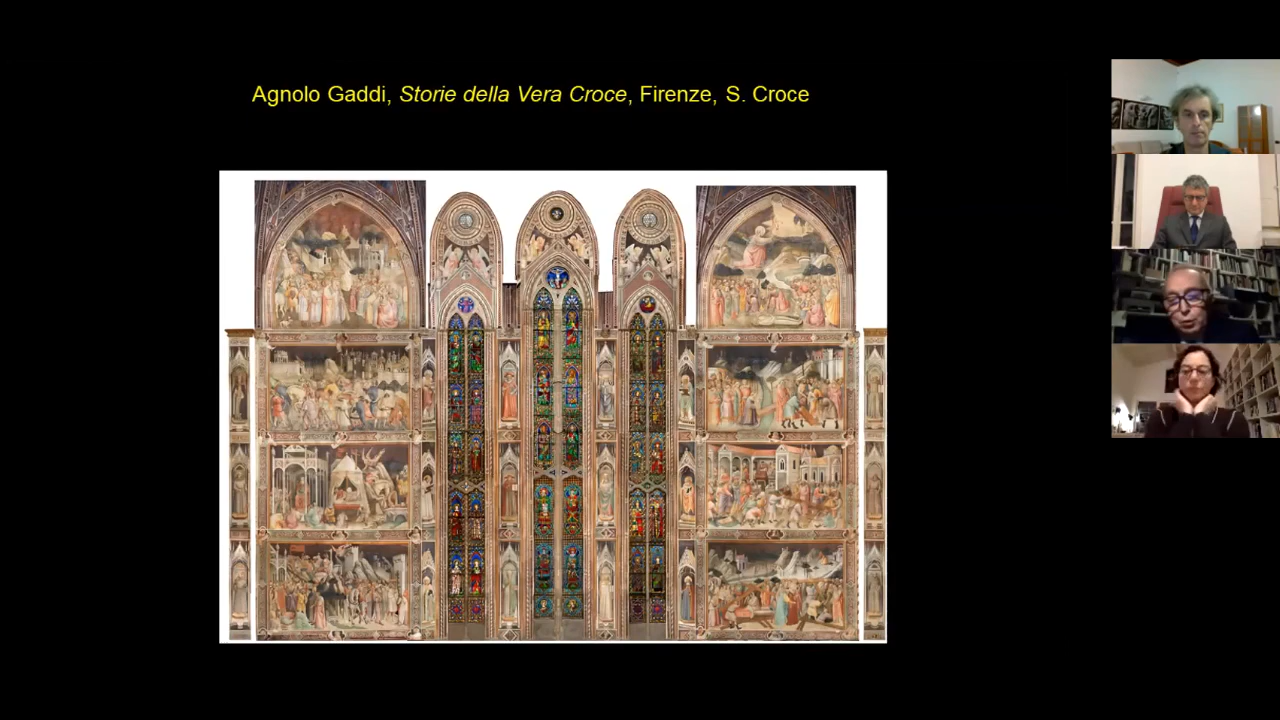 Agnolo Gaddi, Storie della Vera Croce, Firenze, S. Croce